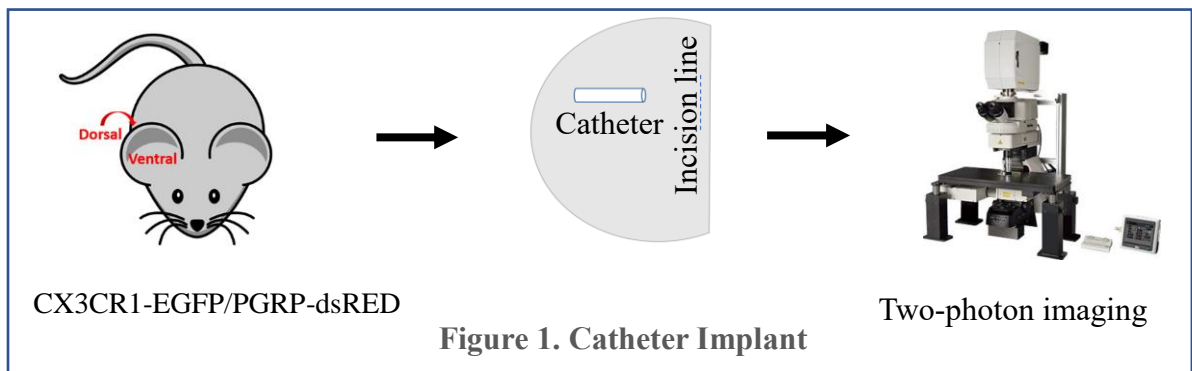 Dorsal
Ventral
Catheter
Incision line
CX3CR1-EGFP/PGRP-dsRED
Two-photon imaging
Figure 1. Catheter Implant